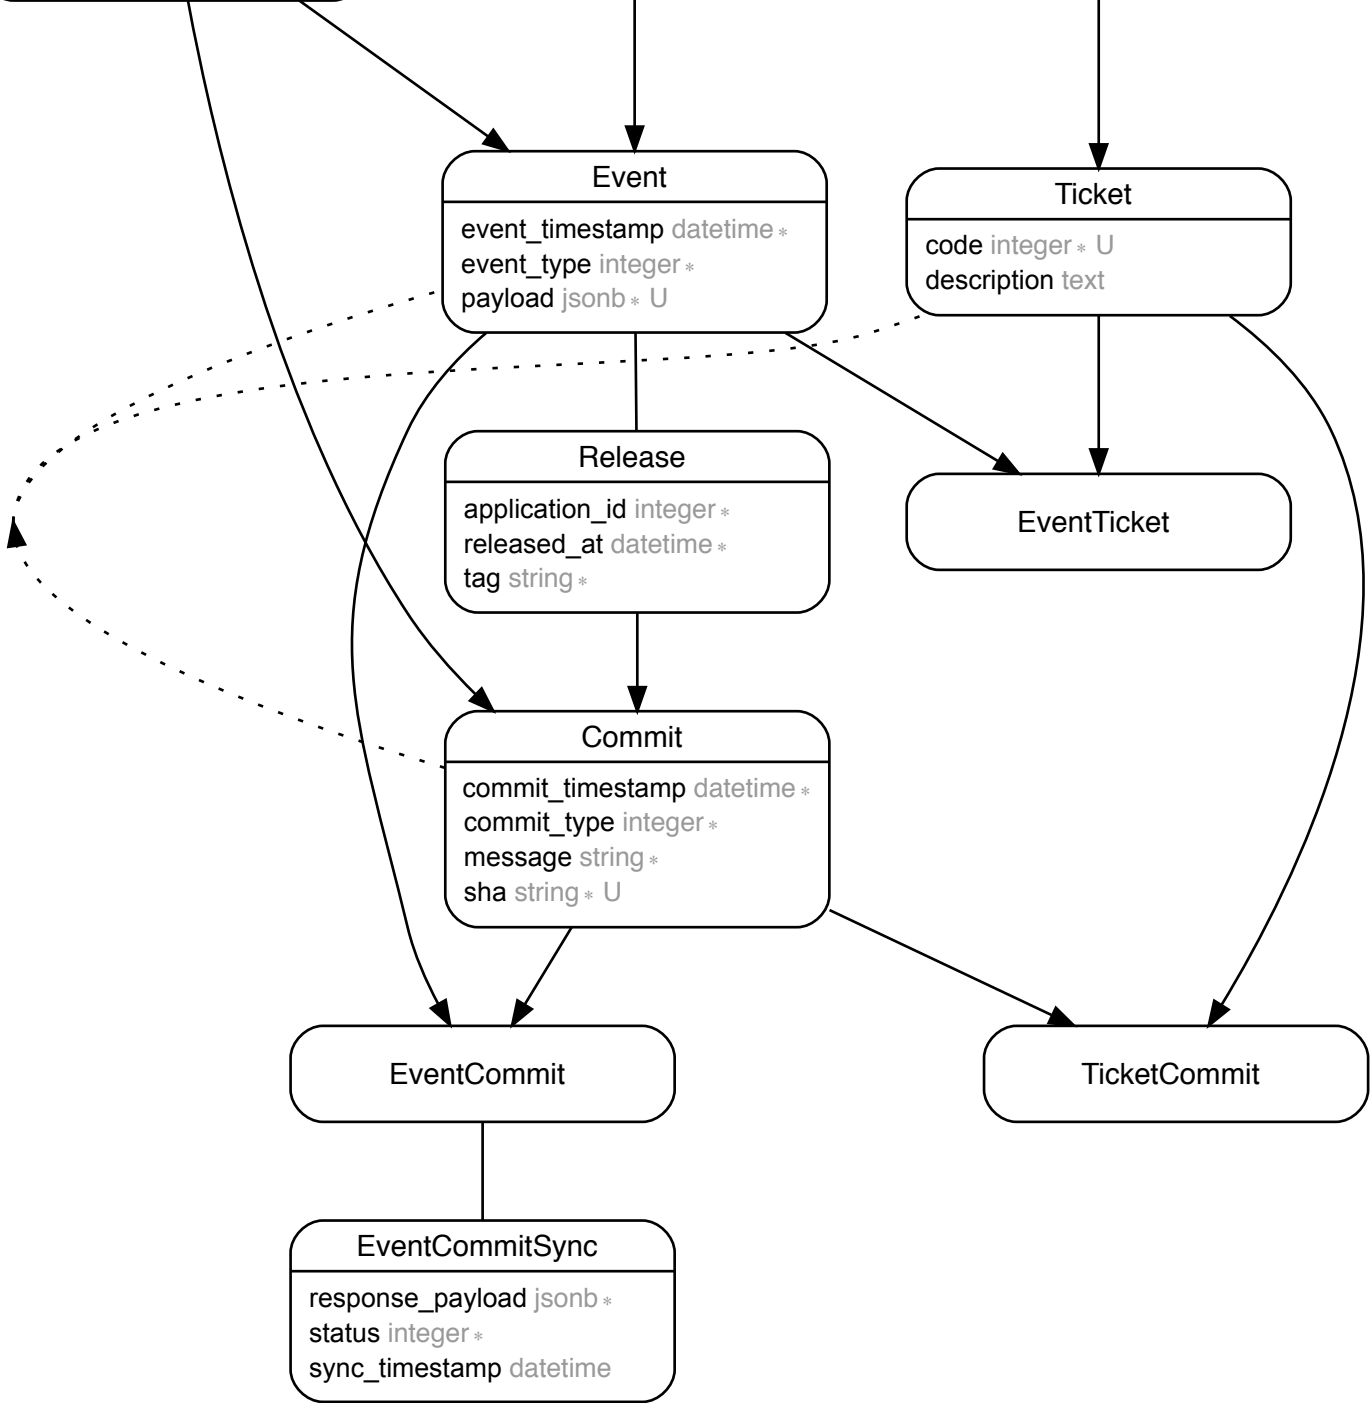 Event
event_timestamp datetime *
event_type integer *
payload jsonb * U
Ticket
code integer * U
description text
Release
application_id integer *
released_at datetime *
tag string *
EventTicket
Commit
commit_timestamp datetime *
commit_type integer *
message string *
sha string * U
EventCommit
TicketCommit
EventCommitSync
response_payload jsonb *
status integer *
sync_timestamp datetime